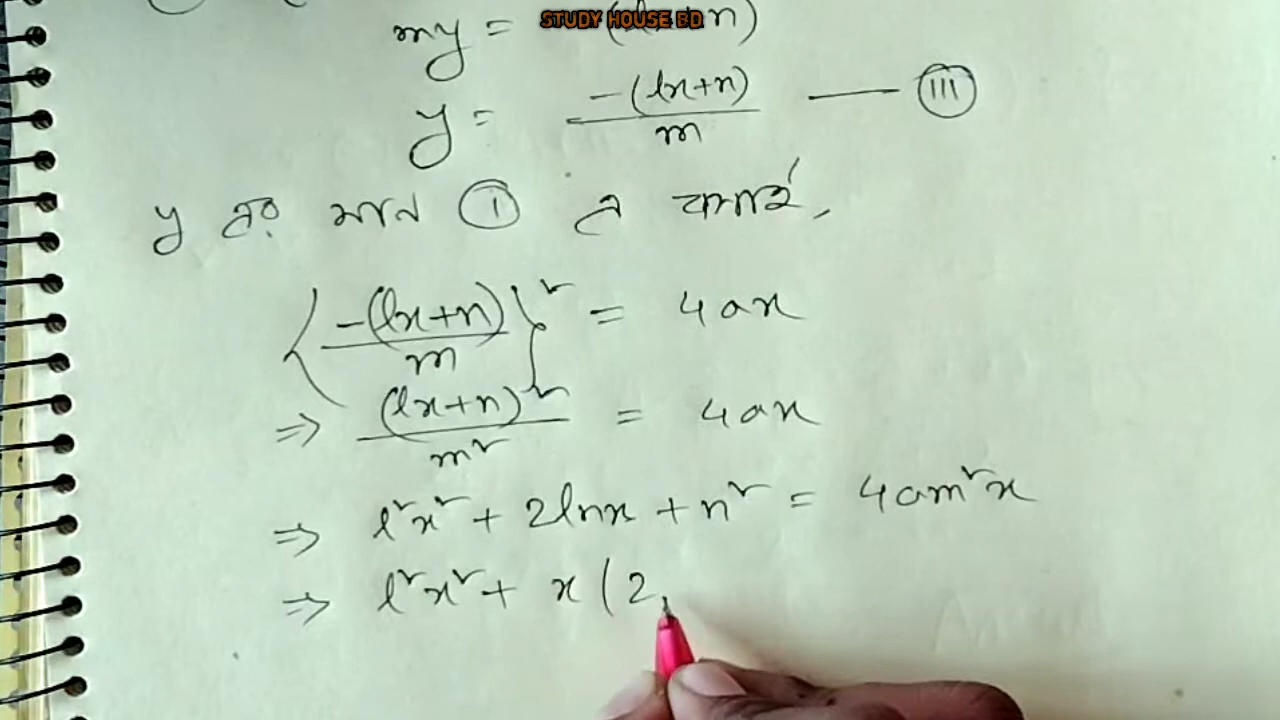 STUDY HOUSE BD
my = (lx+n)
y = -(lx+n)/m — (III)
y এর মান (i) এ বসাই,
{-(lx+n)/m}² = 4ax
⇒ (lx+n)²/m² = 4ax
⇒ l²x² + 2lnx + n² = 4am²x
⇒ l²x² + x (2